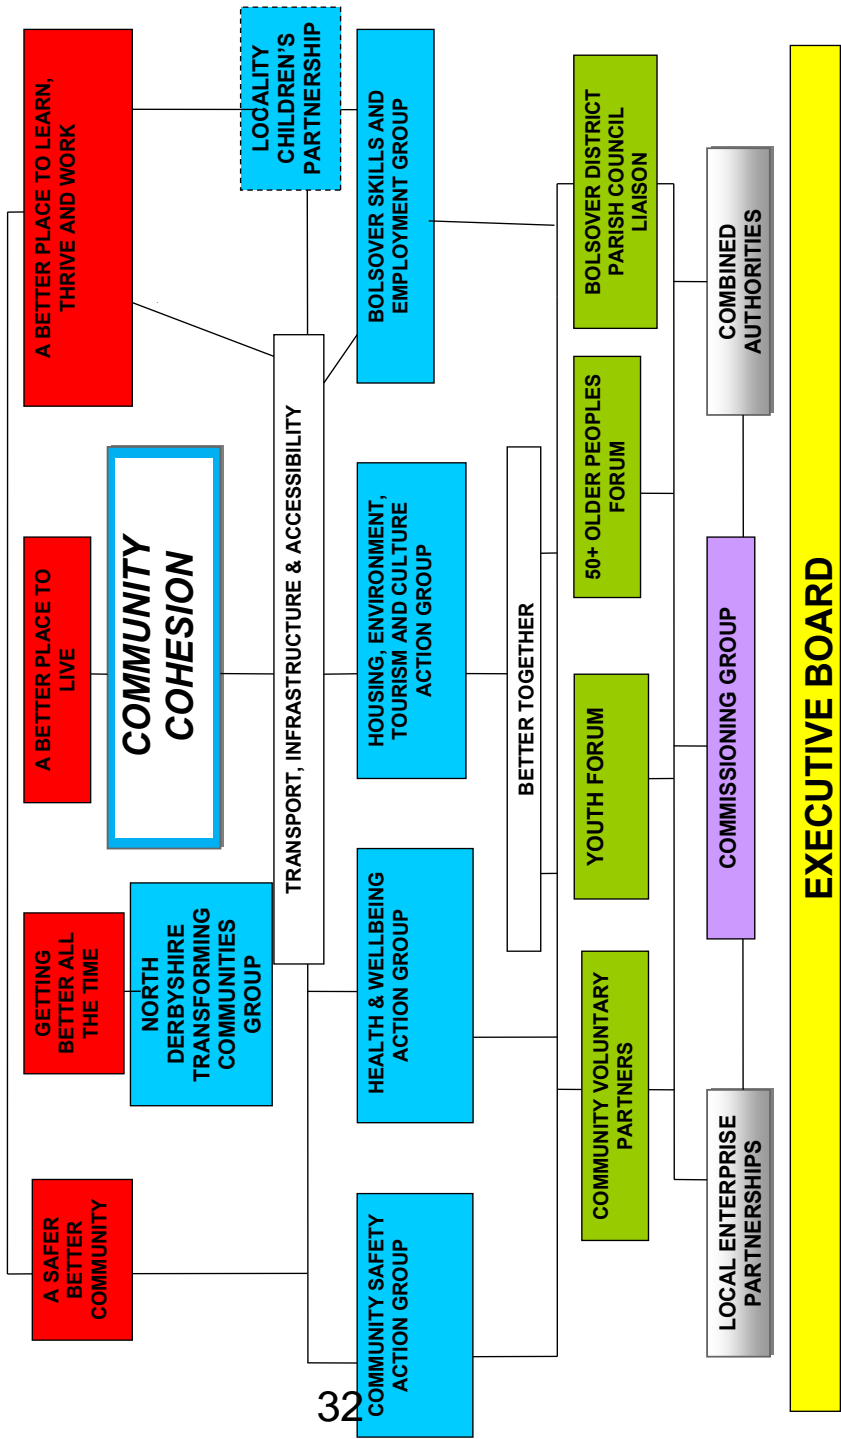 A SAFER
BETTER
COMMUNITY
GETTING
BETTER ALL
THE TIME
A BETTER PLACE TO
LIVE
A BETTER PLACE TO LEARN,
THRIVE AND WORK
NORTH
DERBYSHIRE
TRANSFORMING
COMMUNITIES
GROUP
COMMUNITY
COHESION
LOCALITY
CHILDREN’S
PARTNERSHIP
TRANSPORT, INFRASTRUCTURE & ACCESSIBILITY
COMMUNITY SAFETY
ACTION GROUP
HEALTH & WELLBEING
ACTION GROUP
HOUSING, ENVIRONMENT,
TOURISM AND CULTURE
ACTION GROUP
BOLSOVER SKILLS AND
EMPLOYMENT GROUP
BETTER TOGETHER
COMMUNITY VOLUNTARY
PARTNERS
YOUTH FORUM
50+ OLDER PEOPLES
FORUM
BOLSOVER DISTRICT
PARISH COUNCIL
LIAISON
LOCAL ENTERPRISE
PARTNERSHIPS
COMMISSIONING GROUP
COMBINED
AUTHORITIES
EXECUTIVE BOARD
32